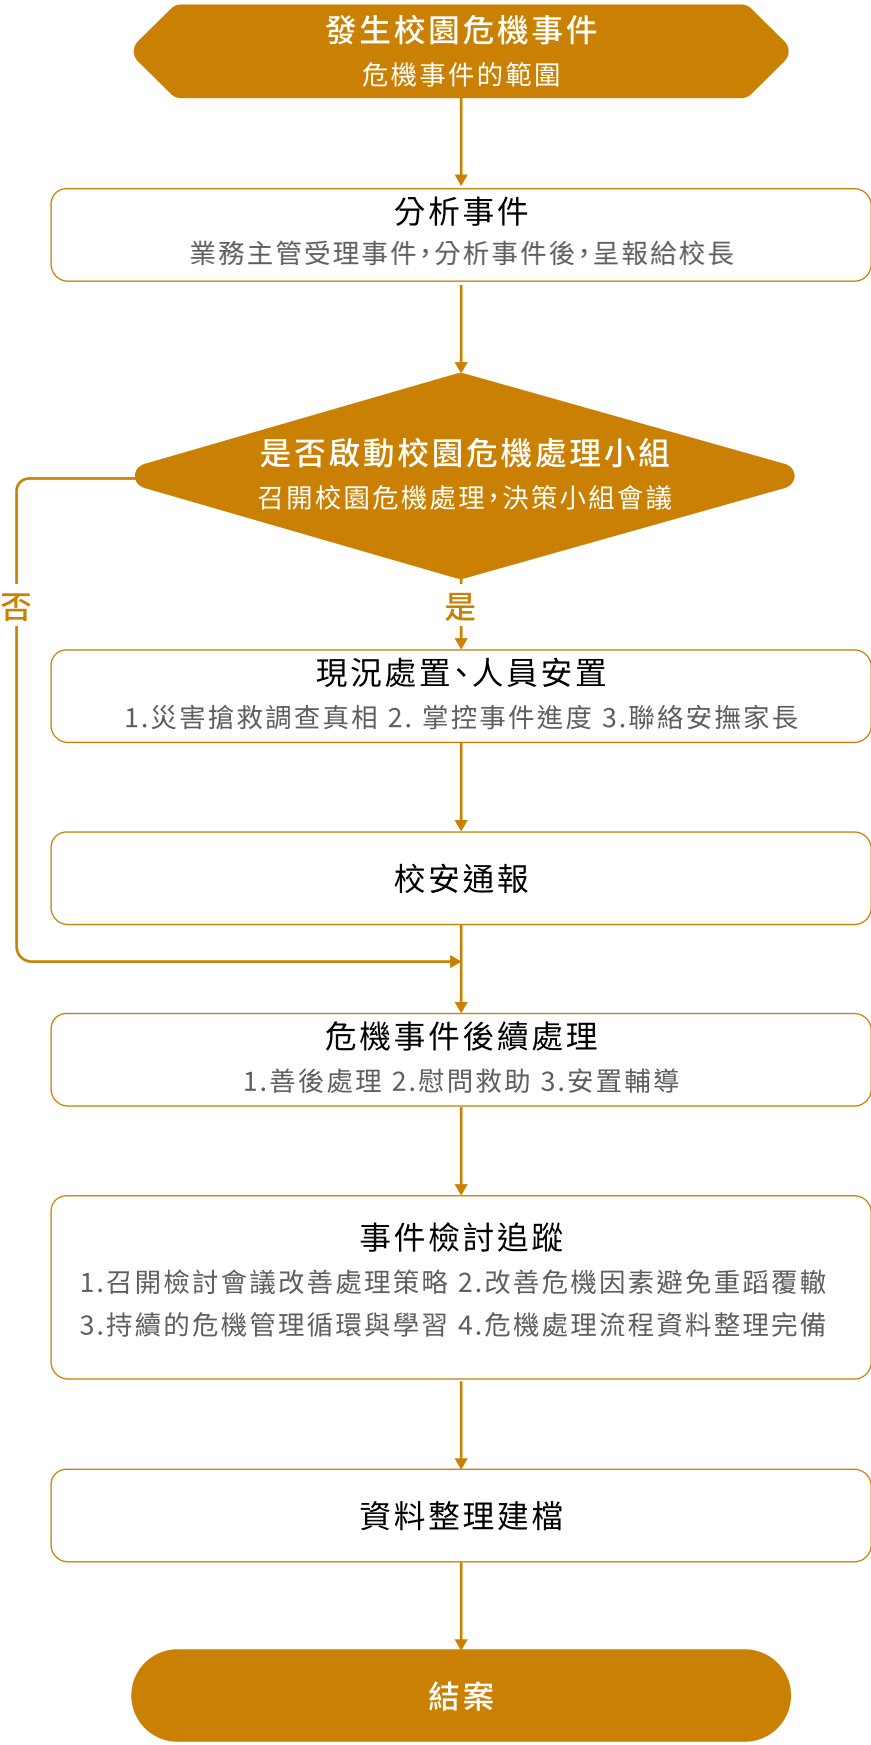 發生校園危機事件
危機事件的範圍
分析事件
業務主管受理事件，分析事件後，呈報給校長
是否啟動校園危機處理小組
召開校園危機處理，決策小組會議
否
是
現況處置、人員安置
1.災害搶救調查真相 2. 掌控事件進度 3.聯絡安撫家長
校安通報
危機事件後續處理
1.善後處理 2.慰問救助 3.安置輔導
事件檢討追蹤
1.召開檢討會議改善處理策略 2.改善危機因素避免重蹈覆轍
3.持續的危機管理循環與學習 4.危機處理流程資料整理完備
資料整理建檔
結案